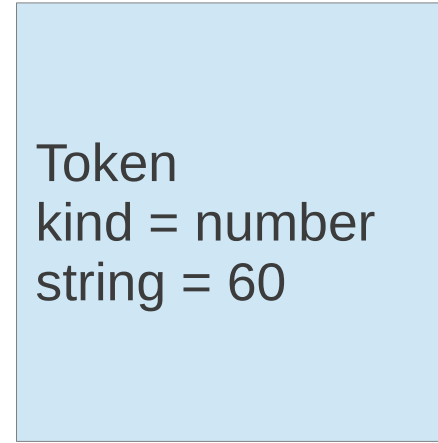 Token
kind = number
string = 60